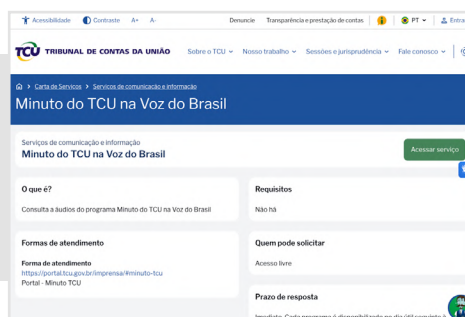 Acessibilidade Contraste A+ A- Denuncie Transparência e prestação de contas PT Entrar
TCU TRIBUNAL DE CONTAS DA UNIÃO Sobre o TCU Nosso trabalho Sessões e jurisprudência Fale conosco
> Carta de Serviços > Serviços de comunicação e informação
Minuto do TCU na Voz do Brasil
Serviços de comunicação e informação
Minuto do TCU na Voz do Brasil
Acessar serviço
O que é?
Consulta a áudios do programa Minuto do TCU na Voz do Brasil
Requisitos
Não há
Formas de atendimento
Forma de atendimento
https://portal.tcu.gov.br/imprensa/#minuto-tcu
Portal - Minuto TCU
Quem pode solicitar
Acesso livre
Prazo de resposta